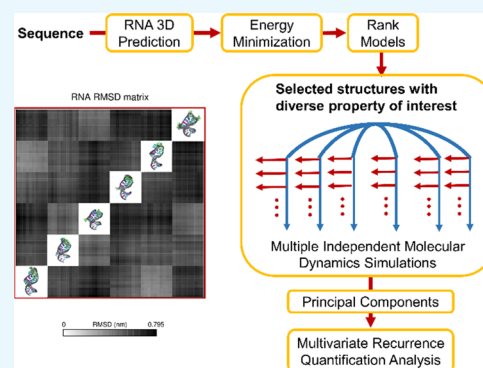 Sequence
RNA 3D
Prediction
Energy
Minimization
Rank
Models
RNA RMSD matrix
0
RMSD (nm)
0.795
Selected structures with
diverse property of interest
Multiple Independent Molecular
Dynamics Simulations
Principal Components
Multivariate Recurrence
Quantification Analysis